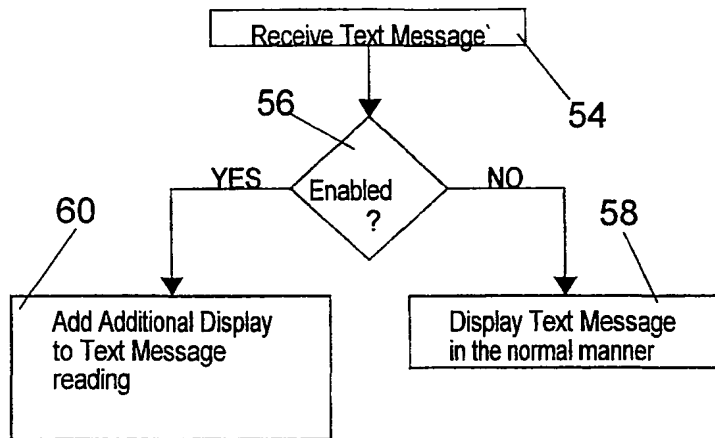 Receive Text Message`
54
56
YES
Enabled
?
NO
60
58
Add Additional Display
to Text Message
reading
Display Text Message
in the normal manner